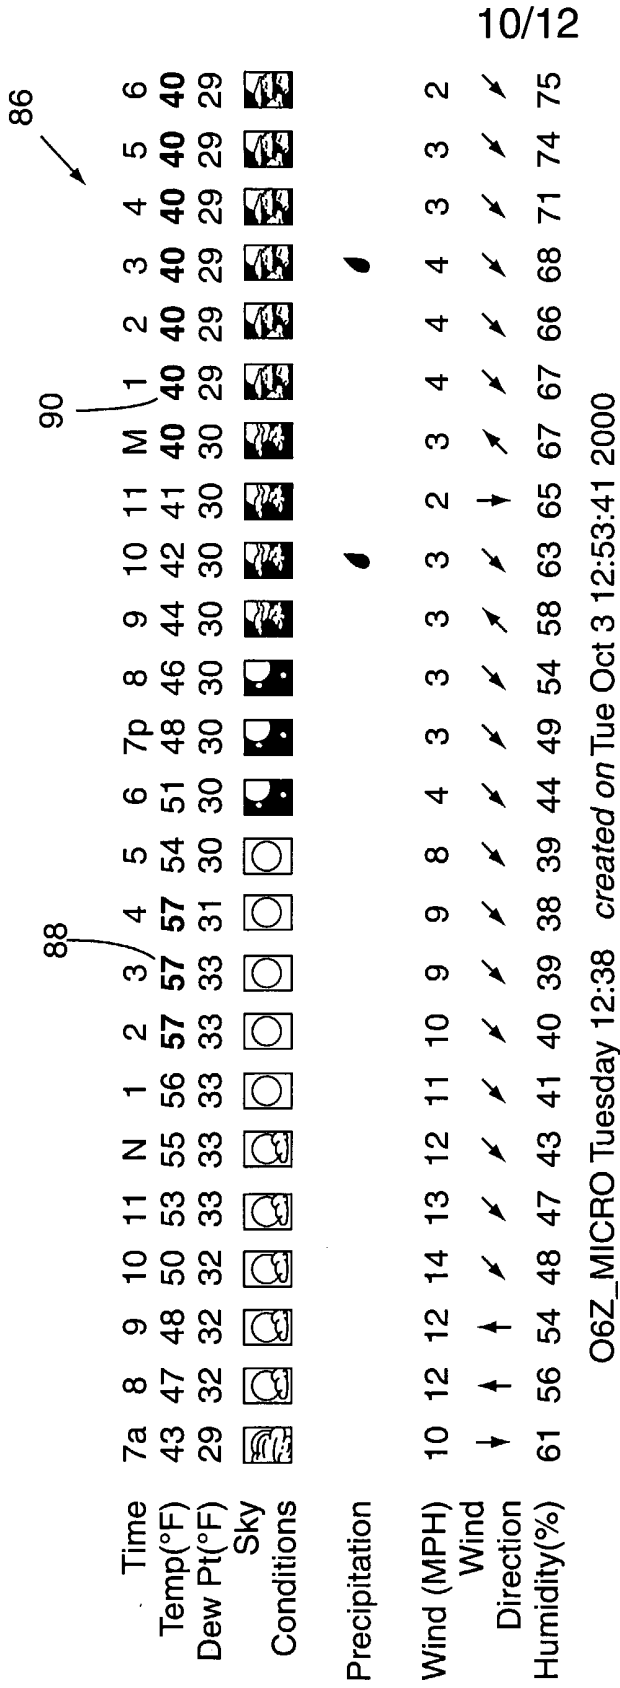 10/12
86
90
88
Time 7a 8 9 10 11 N 1 2 3 4 5 6 7p 8 9 10 11 M 1 2 3 4 5 6
Temp(°F) 43 47 48 50 53 55 56 57 57 57 54 51 48 46 44 42 41 40 40 40 40 40 40 40
Dew Pt(°F) 29 32 32 32 33 33 33 33 33 31 30 30 30 30 30 30 30 30 29 29 29 29 29 29
Sky
Conditions
Precipitation
Wind (MPH) 10 12 12 14 13 12 11 10 9 9 8 4 3 3 3 3 2 3 4 4 4 3 3 2
Wind
Direction
Humidity(%) 61 56 54 48 47 43 41 40 39 38 39 44 49 54 58 63 65 67 67 66 68 71 74 75
O6Z_MICRO Tuesday 12:38 created on Tue Oct 3 12:53:41 2000